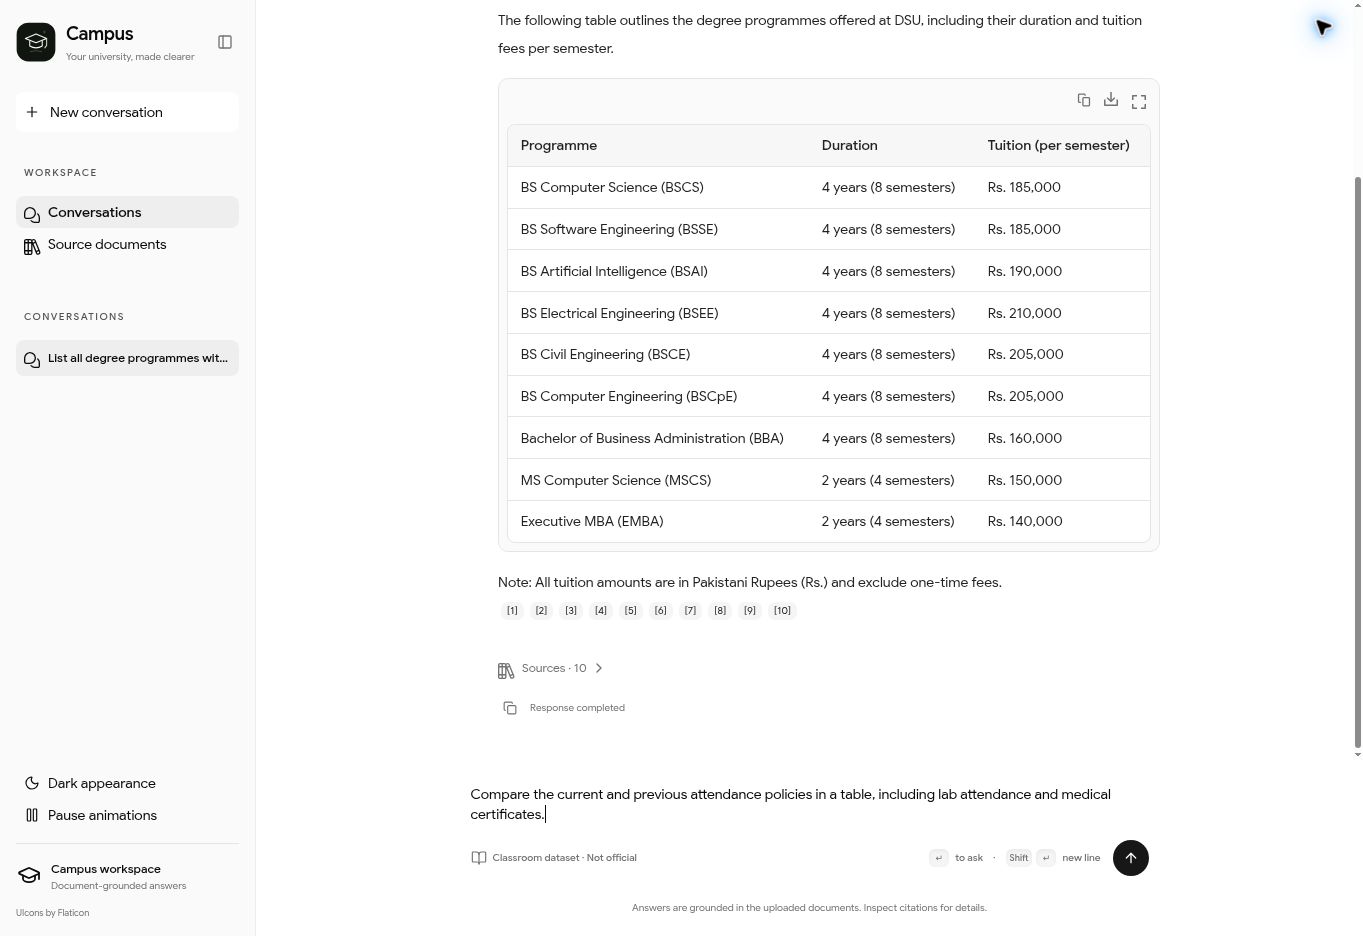 Campus
Your university, made clearer
New conversation
WORKSPACE
Conversations
Source documents
CONVERSATIONS
List all degree programmes wit...
Dark appearance
Pause animations
Campus workspace
Document-grounded answers
UIcons by Flaticon
The following table outlines the degree programmes offered at DSU, including their duration and tuition
fees per semester.
Programme Duration Tuition (per semester)
BS Computer Science (BSCS) 4 years (8 semesters) Rs. 185,000
BS Software Engineering (BSSE) 4 years (8 semesters) Rs. 185,000
BS Artificial Intelligence (BSAI) 4 years (8 semesters) Rs. 190,000
BS Electrical Engineering (BSEE) 4 years (8 semesters) Rs. 210,000
BS Civil Engineering (BSCE) 4 years (8 semesters) Rs. 205,000
BS Computer Engineering (BSCpE) 4 years (8 semesters) Rs. 205,000
Bachelor of Business Administration (BBA) 4 years (8 semesters) Rs. 160,000
MS Computer Science (MSCS) 2 years (4 semesters) Rs. 150,000
Executive MBA (EMBA) 2 years (4 semesters) Rs. 140,000
Note: All tuition amounts are in Pakistani Rupees (Rs.) and exclude one-time fees.
[1] [2] [3] [4] [5] [6] [7] [8] [9] [10]
Sources · 10
Response completed
Compare the current and previous attendance policies in a table, including lab attendance and medical
certificates.
Classroom dataset · Not official
↵ to ask · Shift ↵ new line
Answers are grounded in the uploaded documents. Inspect citations for details.